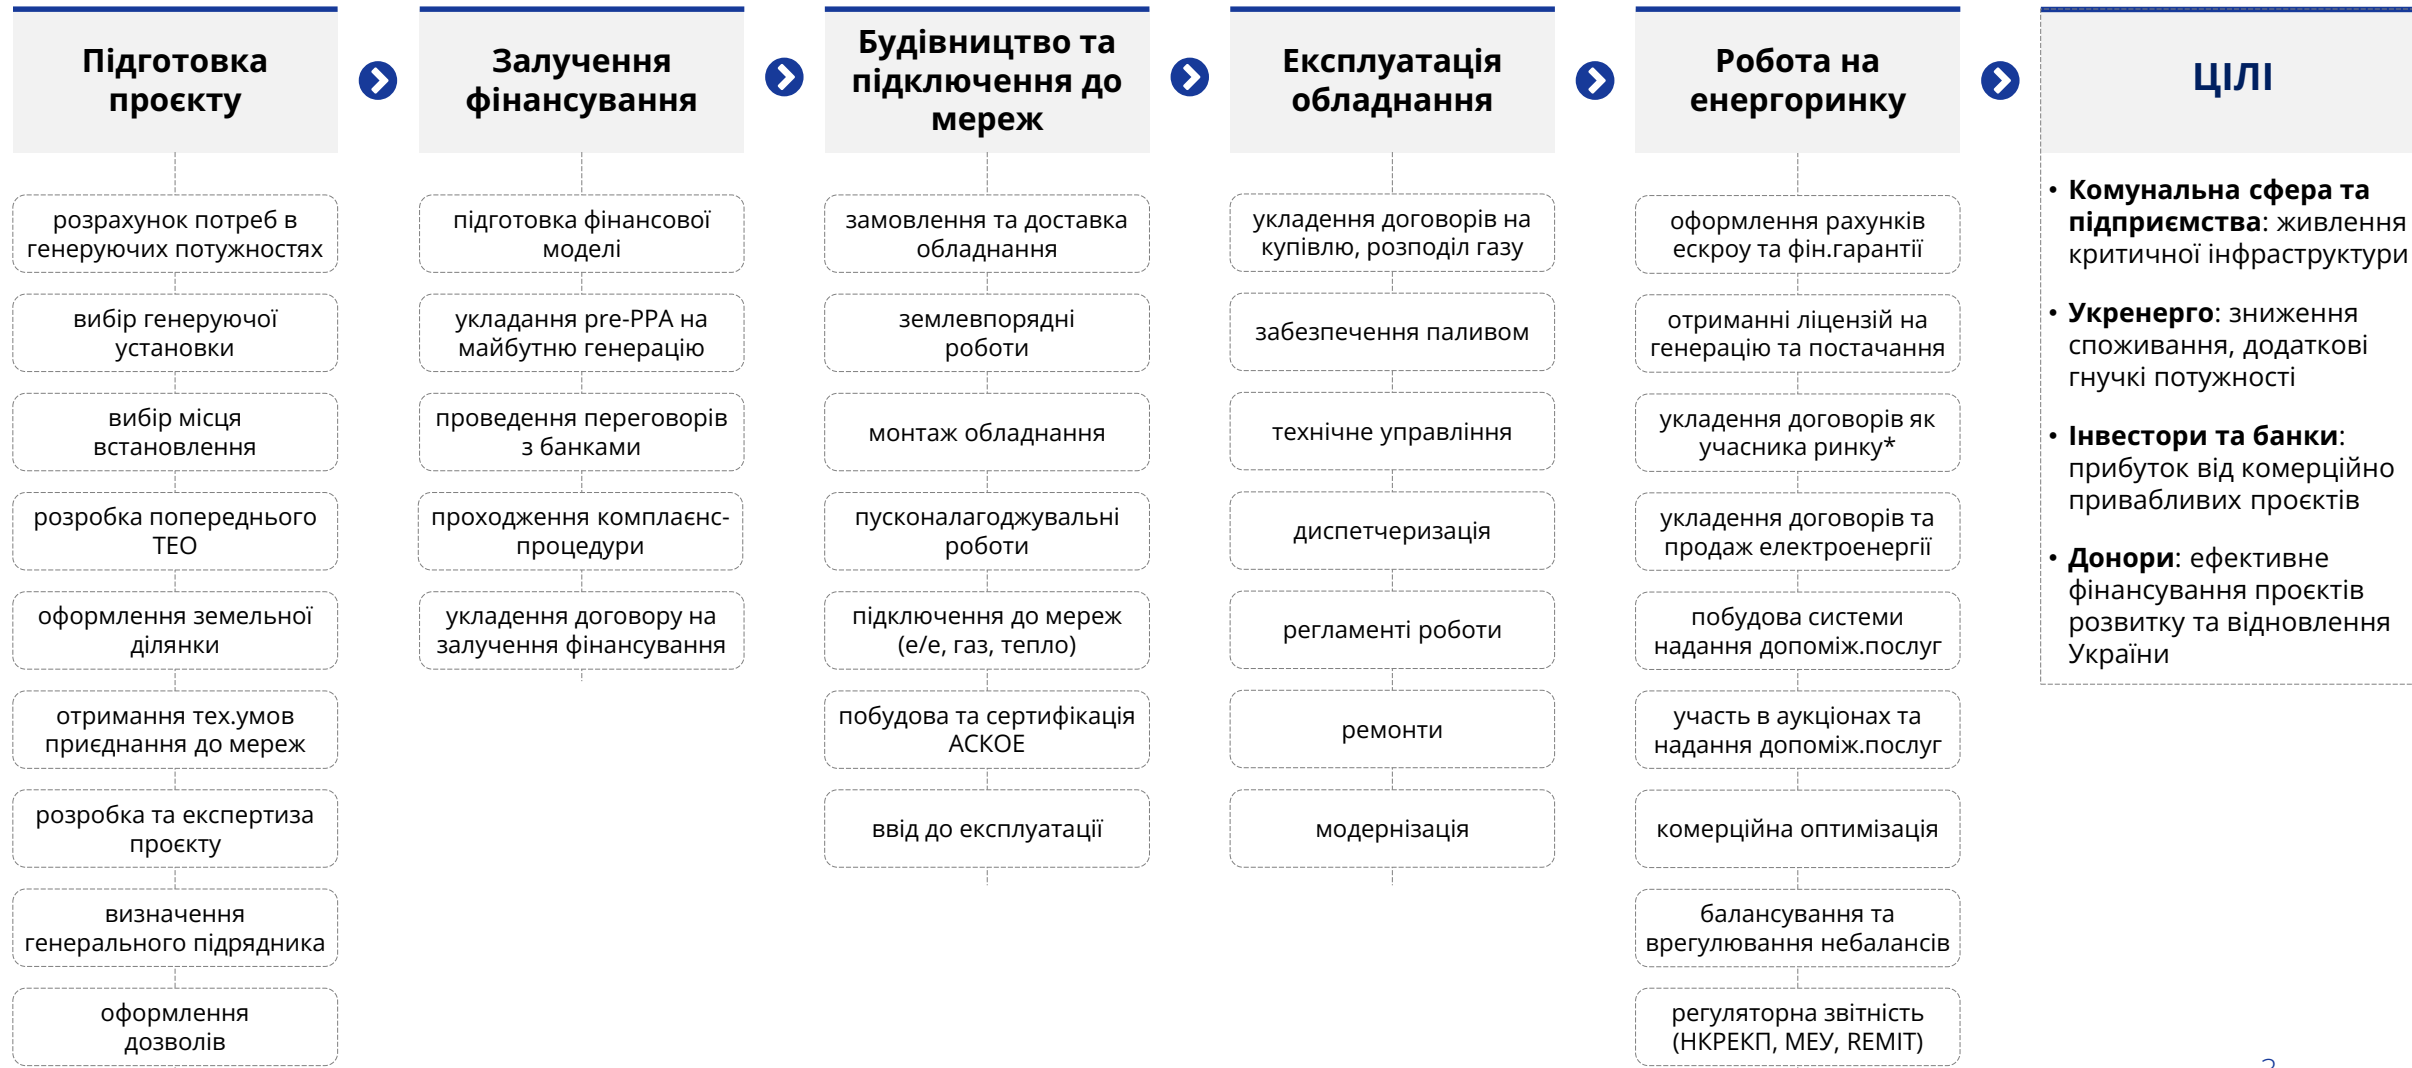 Підготовка
проєкту
розрахунок потреб в
генеруючих потужностях
вибір генеруючої
установки
вибір місця
встановлення
розробка попереднього
ТЕО
оформлення земельної
ділянки
отримання тех.умов
приєднання до мереж
розробка та експертиза
проєкту
визначення
генерального підрядника
оформлення
дозволів
Залучення
фінансування
підготовка фінансової
моделі
укладання pre-PPA на
майбутню генерацію
проведення переговорів
з банками
проходження комплаєнс-
процедури
укладення договору на
залучення фінансування
Будівництво та
підключення до
мереж
замовлення та доставка
обладнання
землевпорядні
роботи
монтаж обладнання
пусконалагоджувальні
роботи
підключення до мереж
(е/е, газ, тепло)
побудова та сертифікація
АСКОЕ
ввід до експлуатації
Експлуатація
обладнання
укладення договорів на
купівлю, розподіл газу
забезпечення паливом
технічне управління
диспетчеризація
регламенті роботи
ремонти
модернізація
Робота на
енергоринку
оформлення рахунків
ескроу та фін.гарантії
отриманні ліцензій на
генерацію та постачання
укладення договорів як
учасника ринку*
укладення договорів та
продаж електроенергії
побудова системи
надання допоміж.послуг
участь в аукціонах та
надання допоміж.послуг
комерційна оптимізація
балансування та
врегулювання небалансів
регуляторна звітність
(НКРЕКП, МЕУ, REMIT)
ЦІЛІ
• Комунальна сфера та
підприємства: живлення
критичної інфраструктури
• Укренерго: зниження
споживання, додаткові
гнучкі потужності
• Інвестори та банки:
прибуток від комерційно
привабливих проєктів
• Донори: ефективне
фінансування проєктів
розвитку та відновлення
України